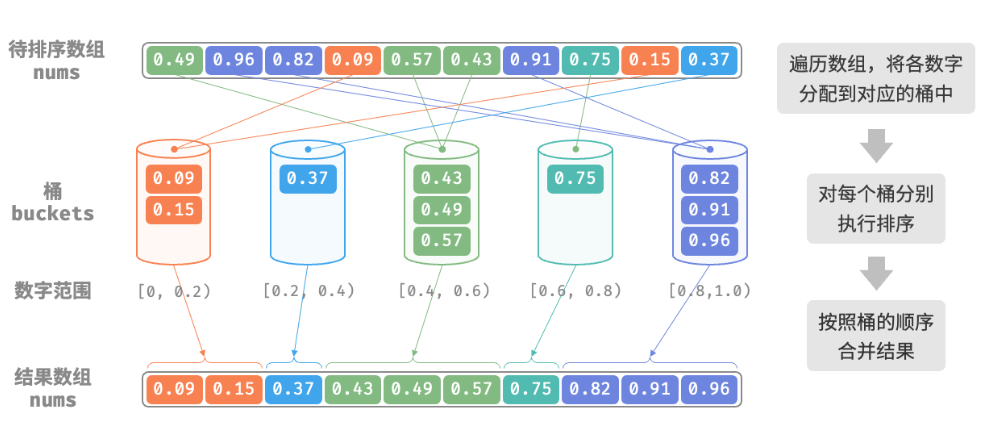 待排序数组
nums
0.49 0.96 0.82 0.09 0.57 0.43 0.91 0.75 0.15 0.37
遍历数组，将各数字
分配到对应的桶中
桶
buckets
0.09 0.37 0.43 0.75 0.82
0.15 0.49 0.91
0.57 0.96
对每个桶分别
执行排序
数字范围
[0, 0.2) [0.2, 0.4) [0.4, 0.6) [0.6, 0.8) [0.8,1.0)
按照桶的顺序
合并结果
结果数组
nums
0.09 0.15 0.37 0.43 0.49 0.57 0.75 0.82 0.91 0.96